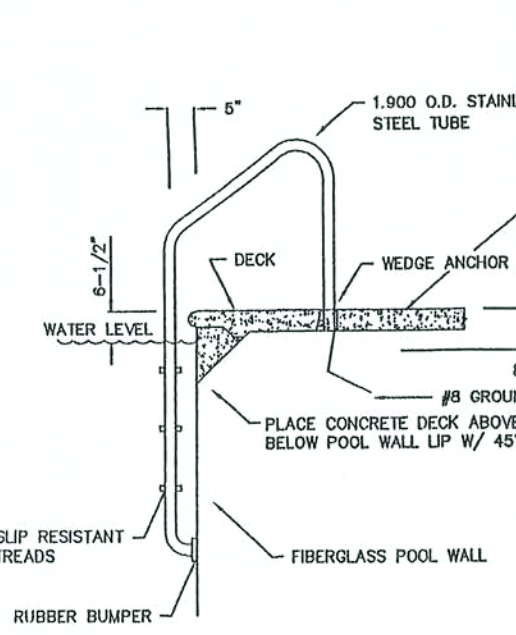 5"
1.900 O.D. STAINL
STEEL TUBE
6-1/2"
DECK
WEDGE ANCHOR
WATER LEVEL
#8 GROUN
PLACE CONCRETE DECK ABOVE
BELOW POOL WALL LIP W/ 45°
SLIP RESISTANT
TREADS
FIBERGLASS POOL WALL
RUBBER BUMPER